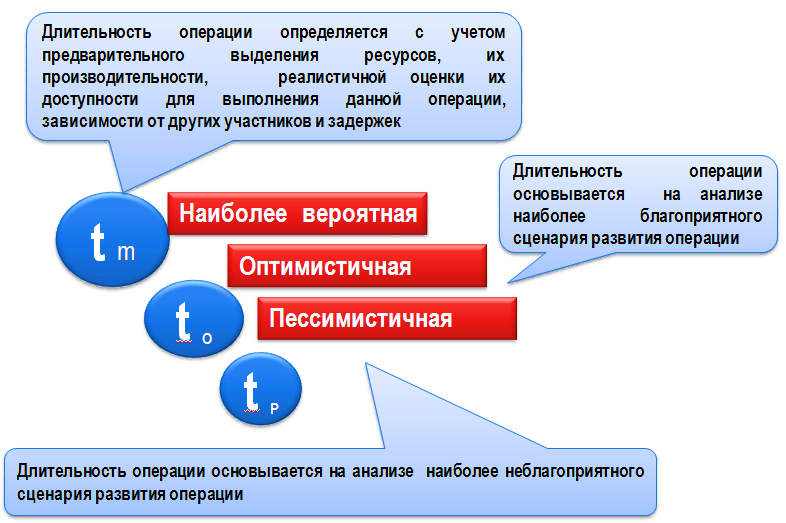 Длительность операции определяется с учетом
предварительного выделения ресурсов, их
производительности, реалистичной оценки их
доступности для выполнения данной операции,
зависимости от других участников и задержек
Длительность операции
основывается на анализе
наиболее благоприятного
сценария развития операции
t m
Наиболее вероятная
Оптимистичная
t о
Пессимистичная
t Р
Длительность операции основывается на анализе наиболее неблагоприятного
сценария развития операции